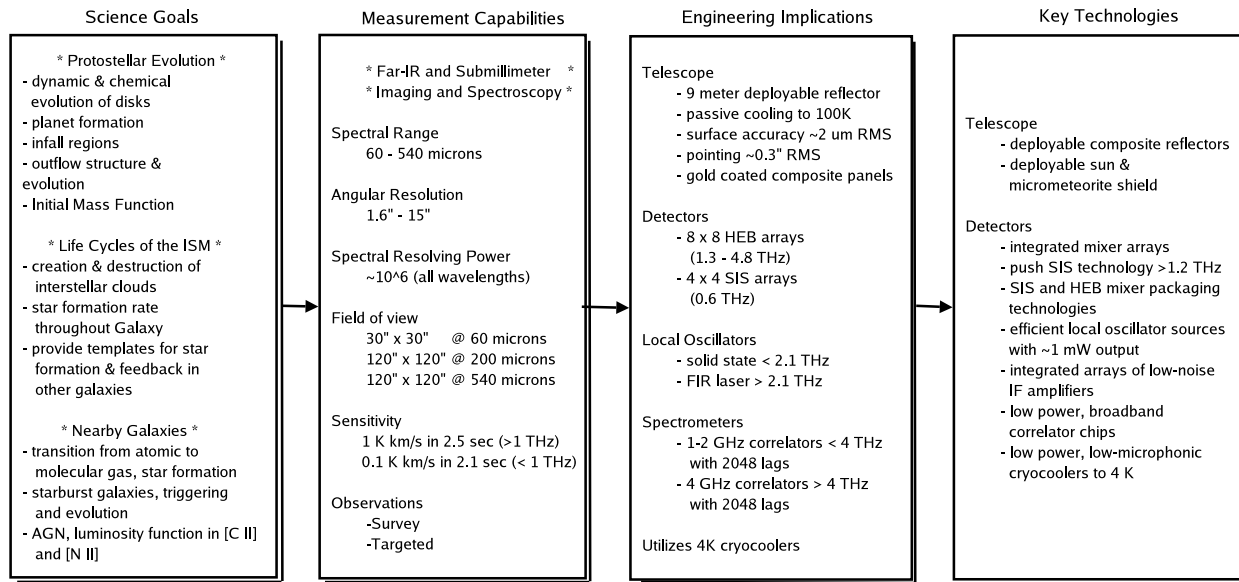 Science Goals
* Protostellar Evolution *
- dynamic & chemical
evolution of disks
- planet formation
- infall regions
- outflow structure &
evolution
- Initial Mass Function
* Life Cycles of the ISM *
- creation & destruction of
interstellar clouds
- star formation rate
throughout Galaxy
- provide templates for star
formation & feedback in
other galaxies
* Nearby Galaxies *
- transition from atomic to
molecular gas, star formation
- starburst galaxies, triggering
and evolution
- AGN, luminosity function in [C II]
and [N II]
Measurement Capabilities
* Far-IR and Submillimeter *
* Imaging and Spectroscopy *
Spectral Range
60 - 540 microns
Angular Resolution
1.6" - 15"
Spectral Resolving Power
~10^6 (all wavelengths)
Field of view
30" x 30" @ 60 microns
120" x 120" @ 200 microns
120" x 120" @ 540 microns
Sensitivity
1 K km/s in 2.5 sec (>1 THz)
0.1 K km/s in 2.1 sec (< 1 THz)
Observations
-Survey
-Targeted
Engineering Implications
Telescope
- 9 meter deployable reflector
- passive cooling to 100K
- surface accuracy ~2 um RMS
- pointing ~0.3" RMS
- gold coated composite panels
Detectors
- 8 x 8 HEB arrays
(1.3 - 4.8 THz)
- 4 x 4 SIS arrays
(0.6 THz)
Local Oscillators
- solid state < 2.1 THz
- FIR laser > 2.1 THz
Spectrometers
- 1-2 GHz correlators < 4 THz
with 2048 lags
- 4 GHz correlators > 4 THz
with 2048 lags
Utilizes 4K cryocoolers
Key Technologies
Telescope
- deployable composite reflectors
- deployable sun &
micrometeorite shield
Detectors
- integrated mixer arrays
- push SIS technology >1.2 THz
- SIS and HEB mixer packaging
technologies
- efficient local oscillator sources
with ~1 mW output
- integrated arrays of low-noise
IF amplifiers
- low power, broadband
correlator chips
- low power, low-microphonic
cryocoolers to 4 K